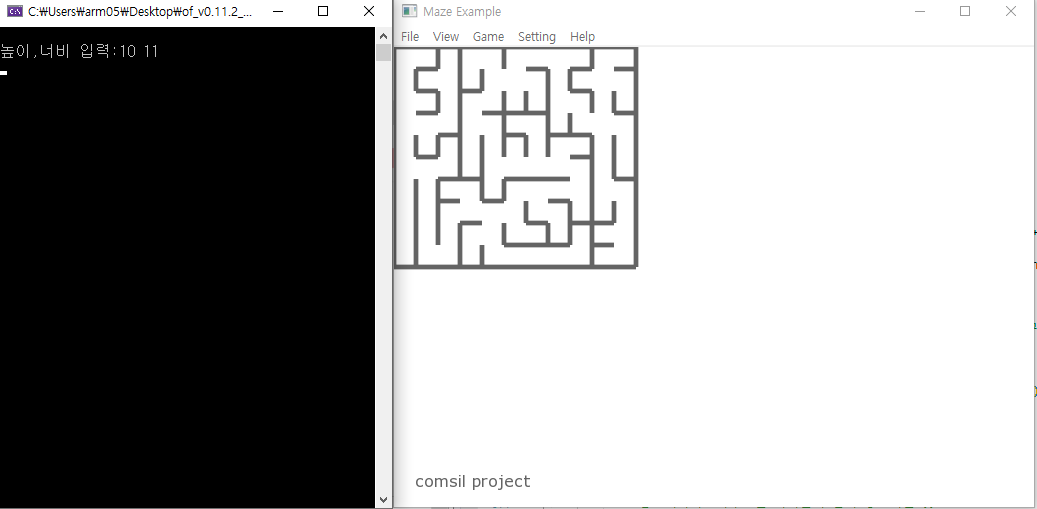 C:₩Users₩arm05₩Desktop₩of_v0.11.2_...
높이,너비 입력:10 11
Maze Example
File View Game Setting Help
comsil project